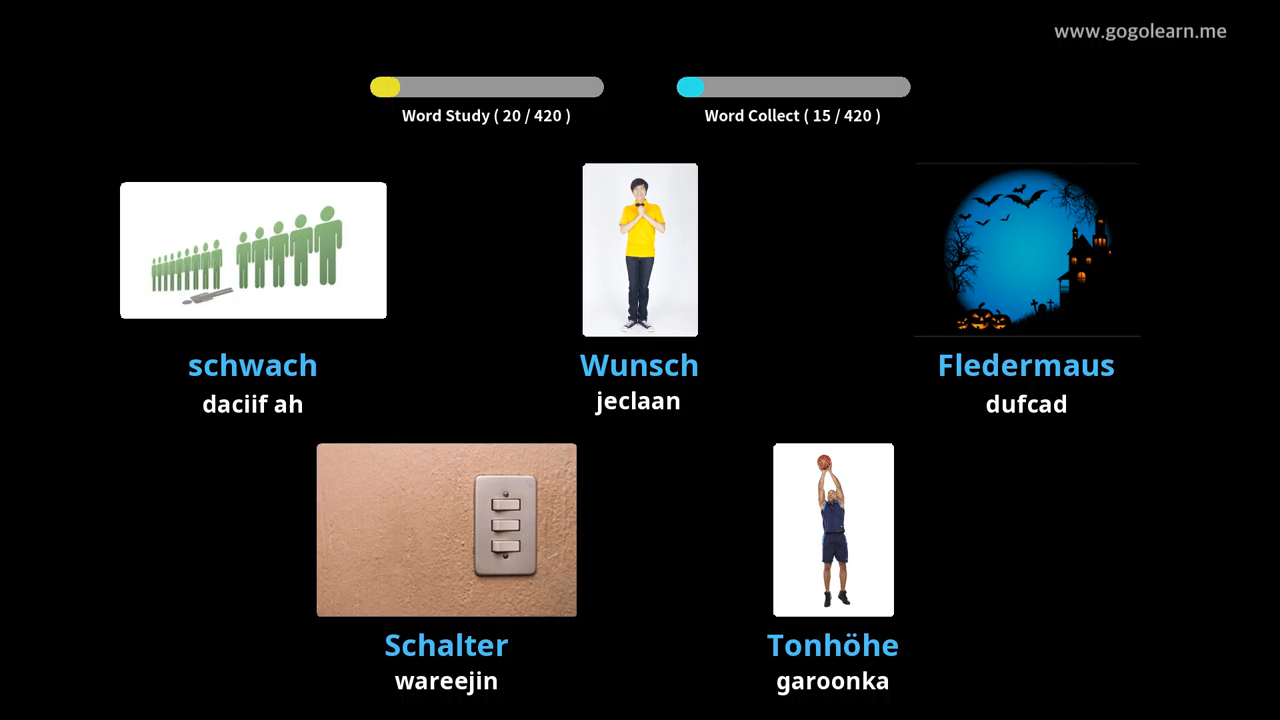 www.gogolearn.me
Word Study ( 20 / 420 )
Word Collect ( 15 / 420 )
schwach
daciif ah
Wunsch
jeclaan
Fledermaus
dufcad
Schalter
wareejin
Tonhöhe
garoonka